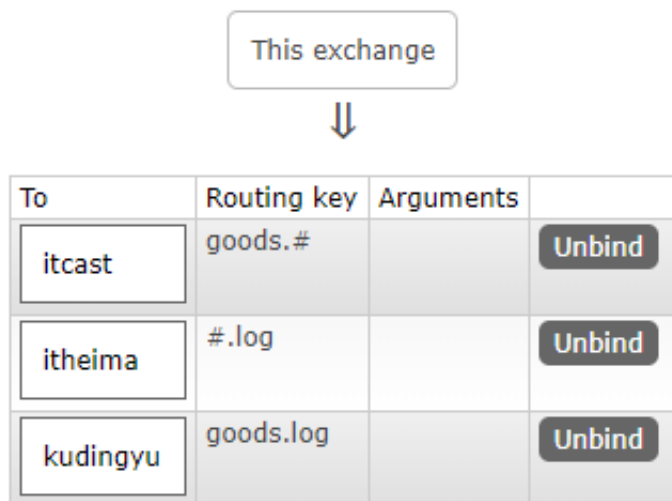 This exchange
⇓
To Routing key Arguments
itcast goods.# Unbind
itheima #.log Unbind
kudingyu goods.log Unbind